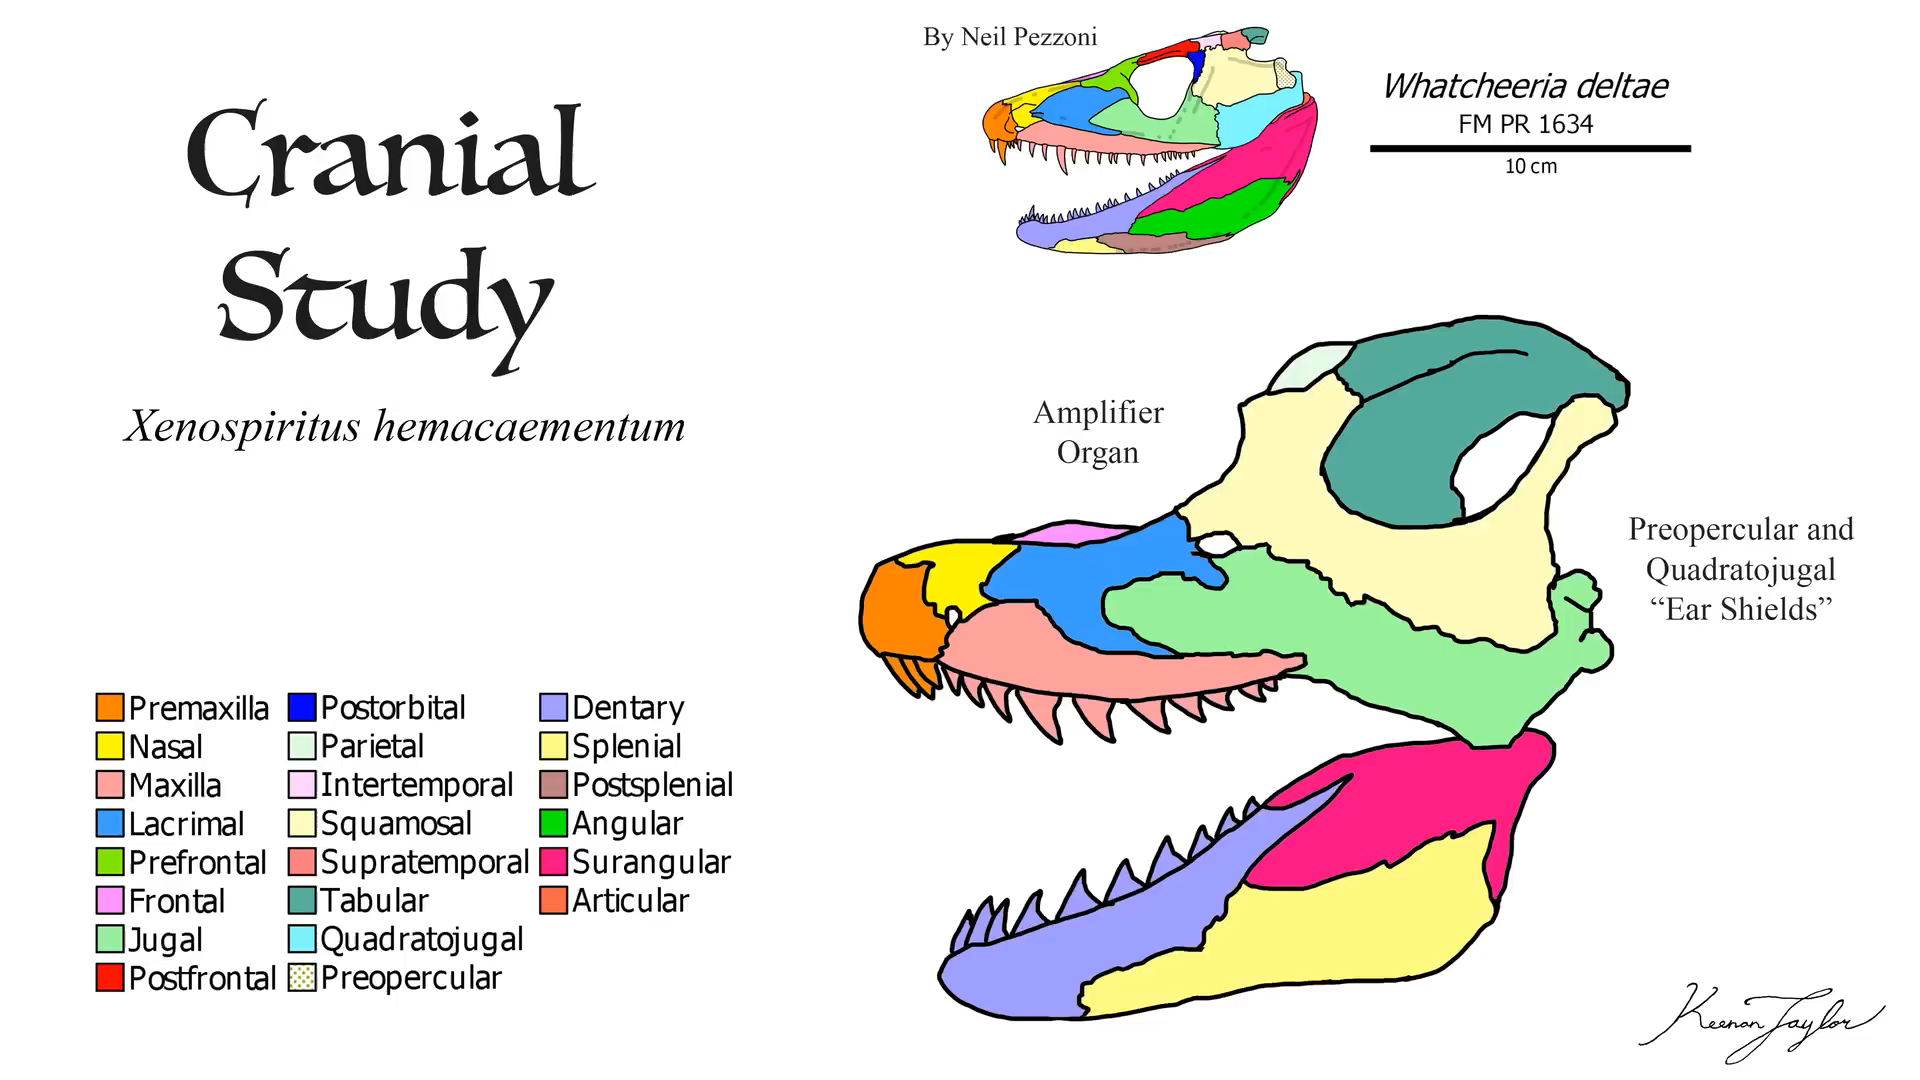 Cranial
Study
Xenospiritus hemacaementum
By Neil Pezzoni
Whatcheeria deltae
FM PR 1634
10 cm
Amplifier
Organ
Preopercular and
Quadratojugal
“Ear Shields”
Premaxilla
Nasal
Maxilla
Lacrimal
Prefrontal
Frontal
Jugal
Postfrontal
Postorbital
Parietal
Intertemporal
Squamosal
Supratemporal
Tabular
Quadratojugal
Preopercular
Dentary
Splenial
Postsplenial
Angular
Surangular
Articular
Keenan Taylor